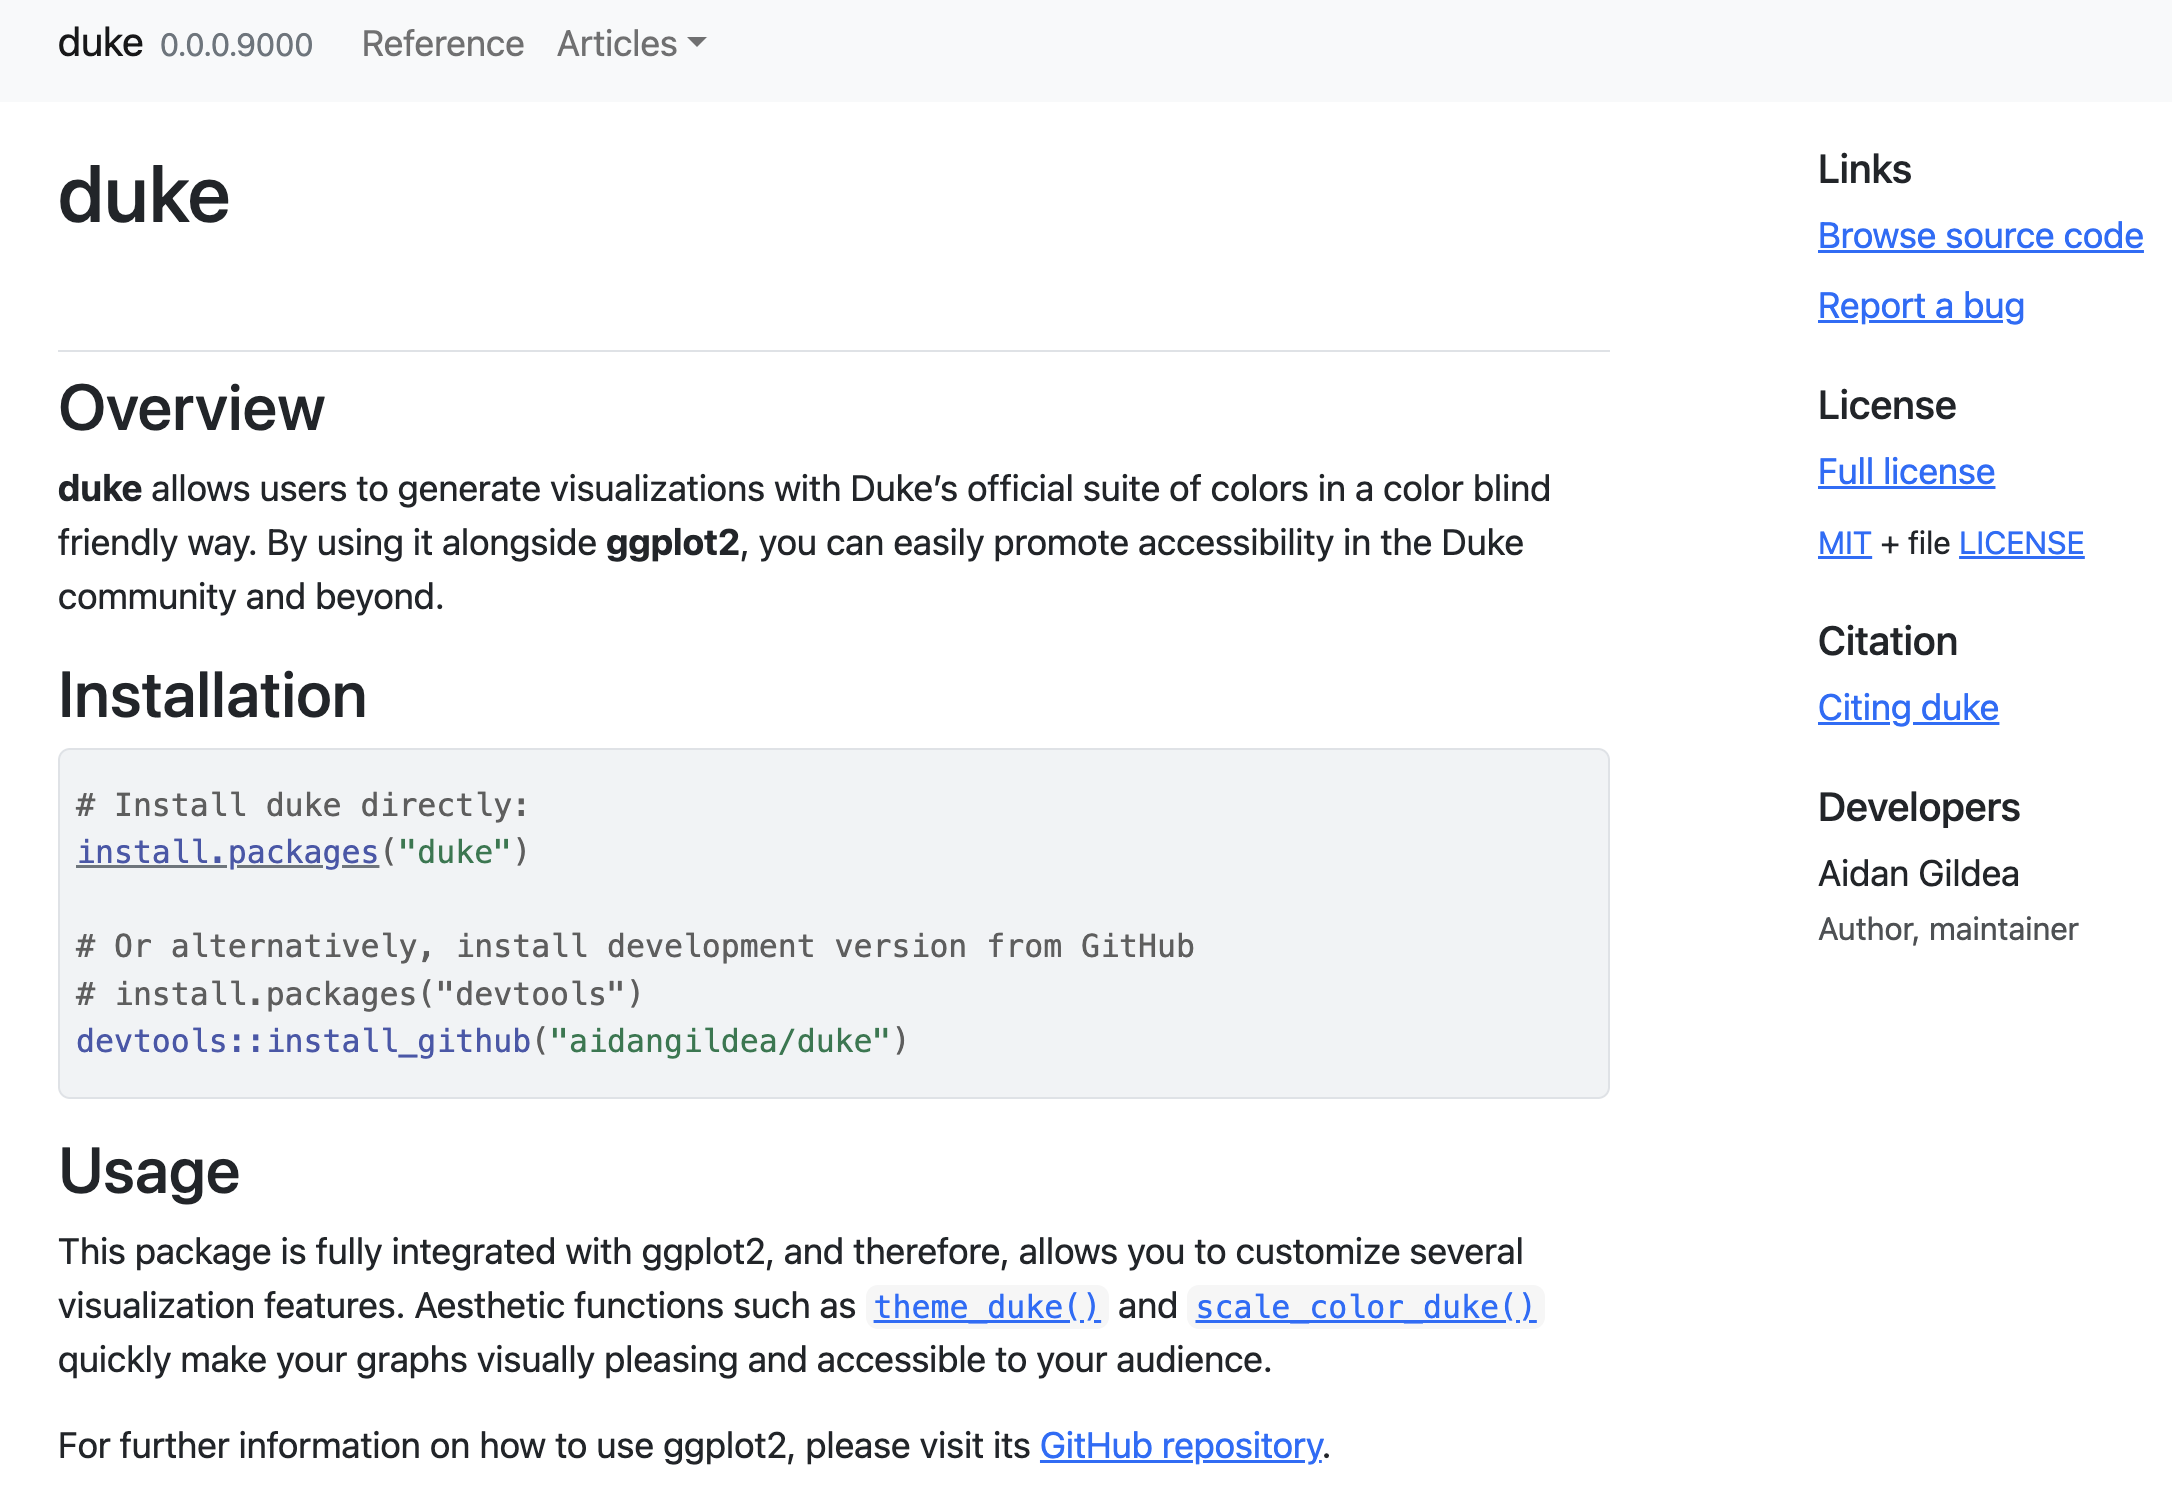 duke 0.0.0.9000 Reference Articles
duke
Overview
duke allows users to generate visualizations with Duke’s official suite of colors in a color blind
friendly way. By using it alongside ggplot2, you can easily promote accessibility in the Duke
community and beyond.
Installation
# Install duke directly:
install.packages("duke")
# Or alternatively, install development version from GitHub
# install.packages("devtools")
devtools::install_github("aidangildea/duke")
Usage
This package is fully integrated with ggplot2, and therefore, allows you to customize several
visualization features. Aesthetic functions such as theme_duke() and scale_color_duke()
quickly make your graphs visually pleasing and accessible to your audience.
For further information on how to use ggplot2, please visit its GitHub repository.
Links
Browse source code
Report a bug
License
Full license
MIT + file LICENSE
Citation
Citing duke
Developers
Aidan Gildea
Author, maintainer